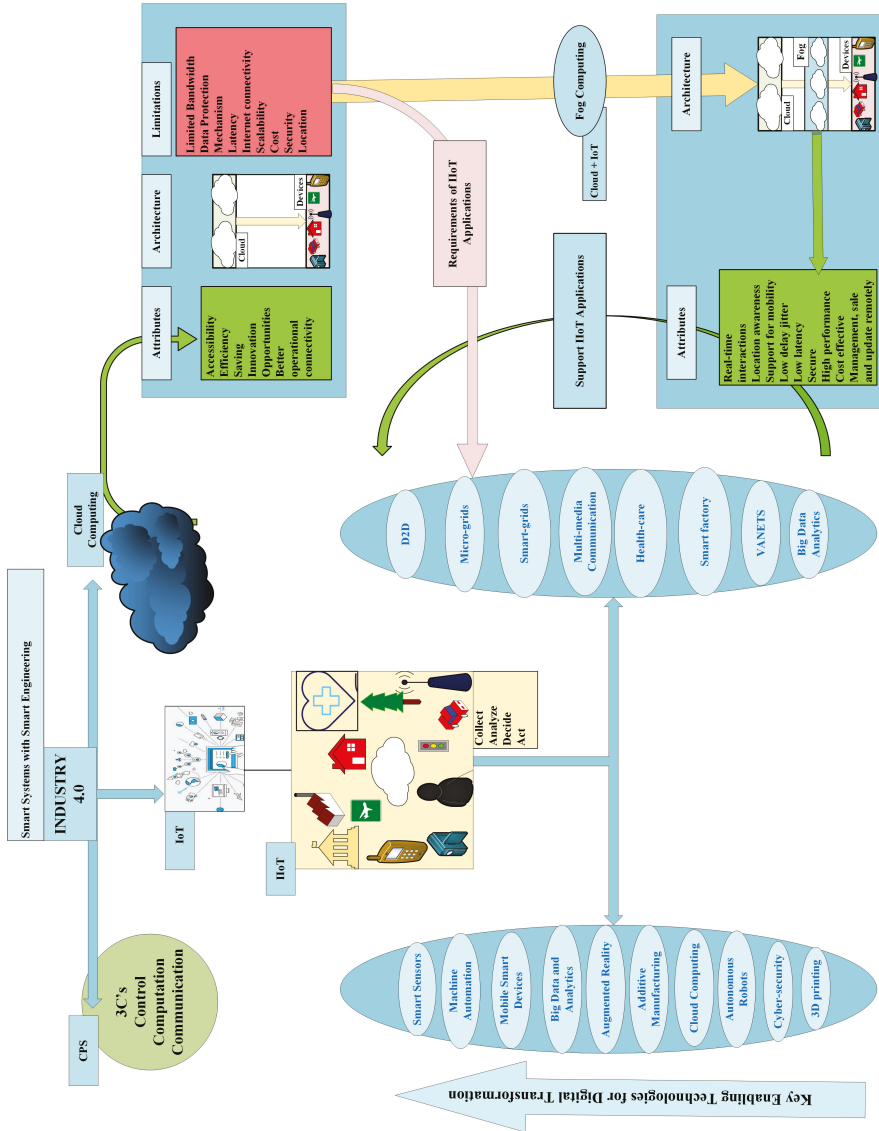 Smart Systems with Smart Engineering
INDUSTRY
4.0
CPS
3C's
Control
Computation
Communication
IoT
Cloud
Computing
IIoT
Collect
Analyze
Decide
Act
Attributes
Accessibility
Efficiency
Saving
Innovation
Opportunities
Better
operational
connectivity
Architecture
Cloud
Devices
Limitations
Limited Bandwidth
Data Protection
Mechanism
Latency
Internet connectivity
Scalability
Cost
Security
Location
Requirements of IIoT
Applications
Fog Computing
Cloud + IoT
Support IIoT Applications
Architecture
Cloud
Fog
Devices
Attributes
Real-time
interactions
Location awareness
Support for mobility
Low delay jitter
Low latency
Secure
High performance
Cost effective
Management, sale
and update remotely
D2D
Micro-grids
Smart-grids
Multi-media
Communication
Health-care
Smart factory
VANETS
Big Data
Analytics
Smart Sensors
Machine
Automation
Mobile Smart
Devices
Big Data and
Analytics
Augmented Reality
Additive
Manufacturing
Cloud Computing
Autonomous
Robots
Cyber-security
3D printing
Key Enabling Technologies for Digital Transformation